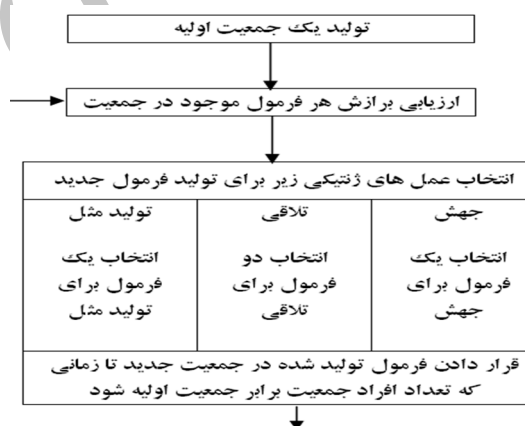 تولید یک جمعیت اولیه
ارزیابی برازش هر فرمول موجود در جمعیت
انتخاب عمل های ژنتیکی زیر برای تولید فرمول جدید
جهش
انتخاب یک
فرمول برای
جهش
تلاقی
انتخاب دو
فرمول برای
تلاقی
تولید مثل
انتخاب یک
فرمول برای
تولید مثل
قرار دادن فرمول تولید شده در جمعیت جدید تا زمانی
که تعداد افراد جمعیت برابر جمعیت اولیه شود